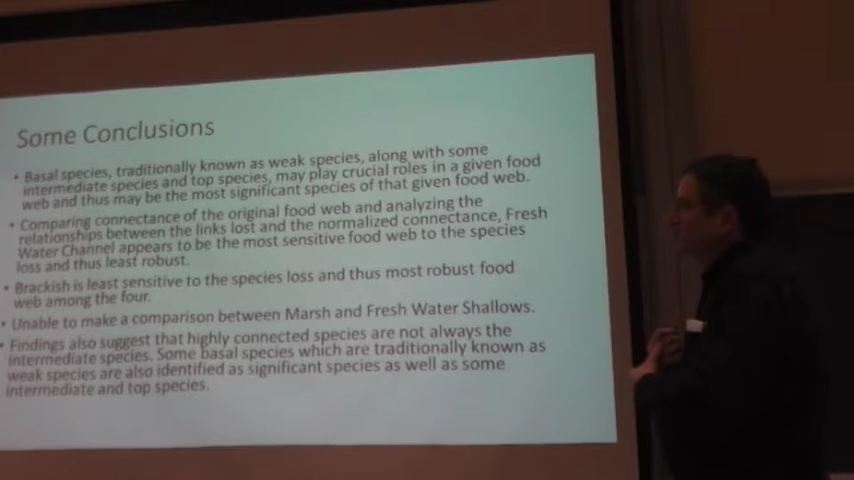 Some Conclusions
• Basal species, traditionally known as weak species, along with some
intermediate species and top species, may play crucial roles in a given food
web and thus may be the most significant species of that given food web.
• Comparing connectance of the original food web and analyzing the
relationships between the links lost and the normalized connectance, Fresh
Water Channel appears to be the most sensitive food web to the species
loss and thus least robust.
• Brackish is least sensitive to the species loss and thus most robust food
web among the four.
• Unable to make a comparison between Marsh and Fresh Water Shallows.
• Findings also suggest that highly connected species are not always the
intermediate species. Some basal species which are traditionally known as
weak species are also identified as significant species as well as some
intermediate and top species.